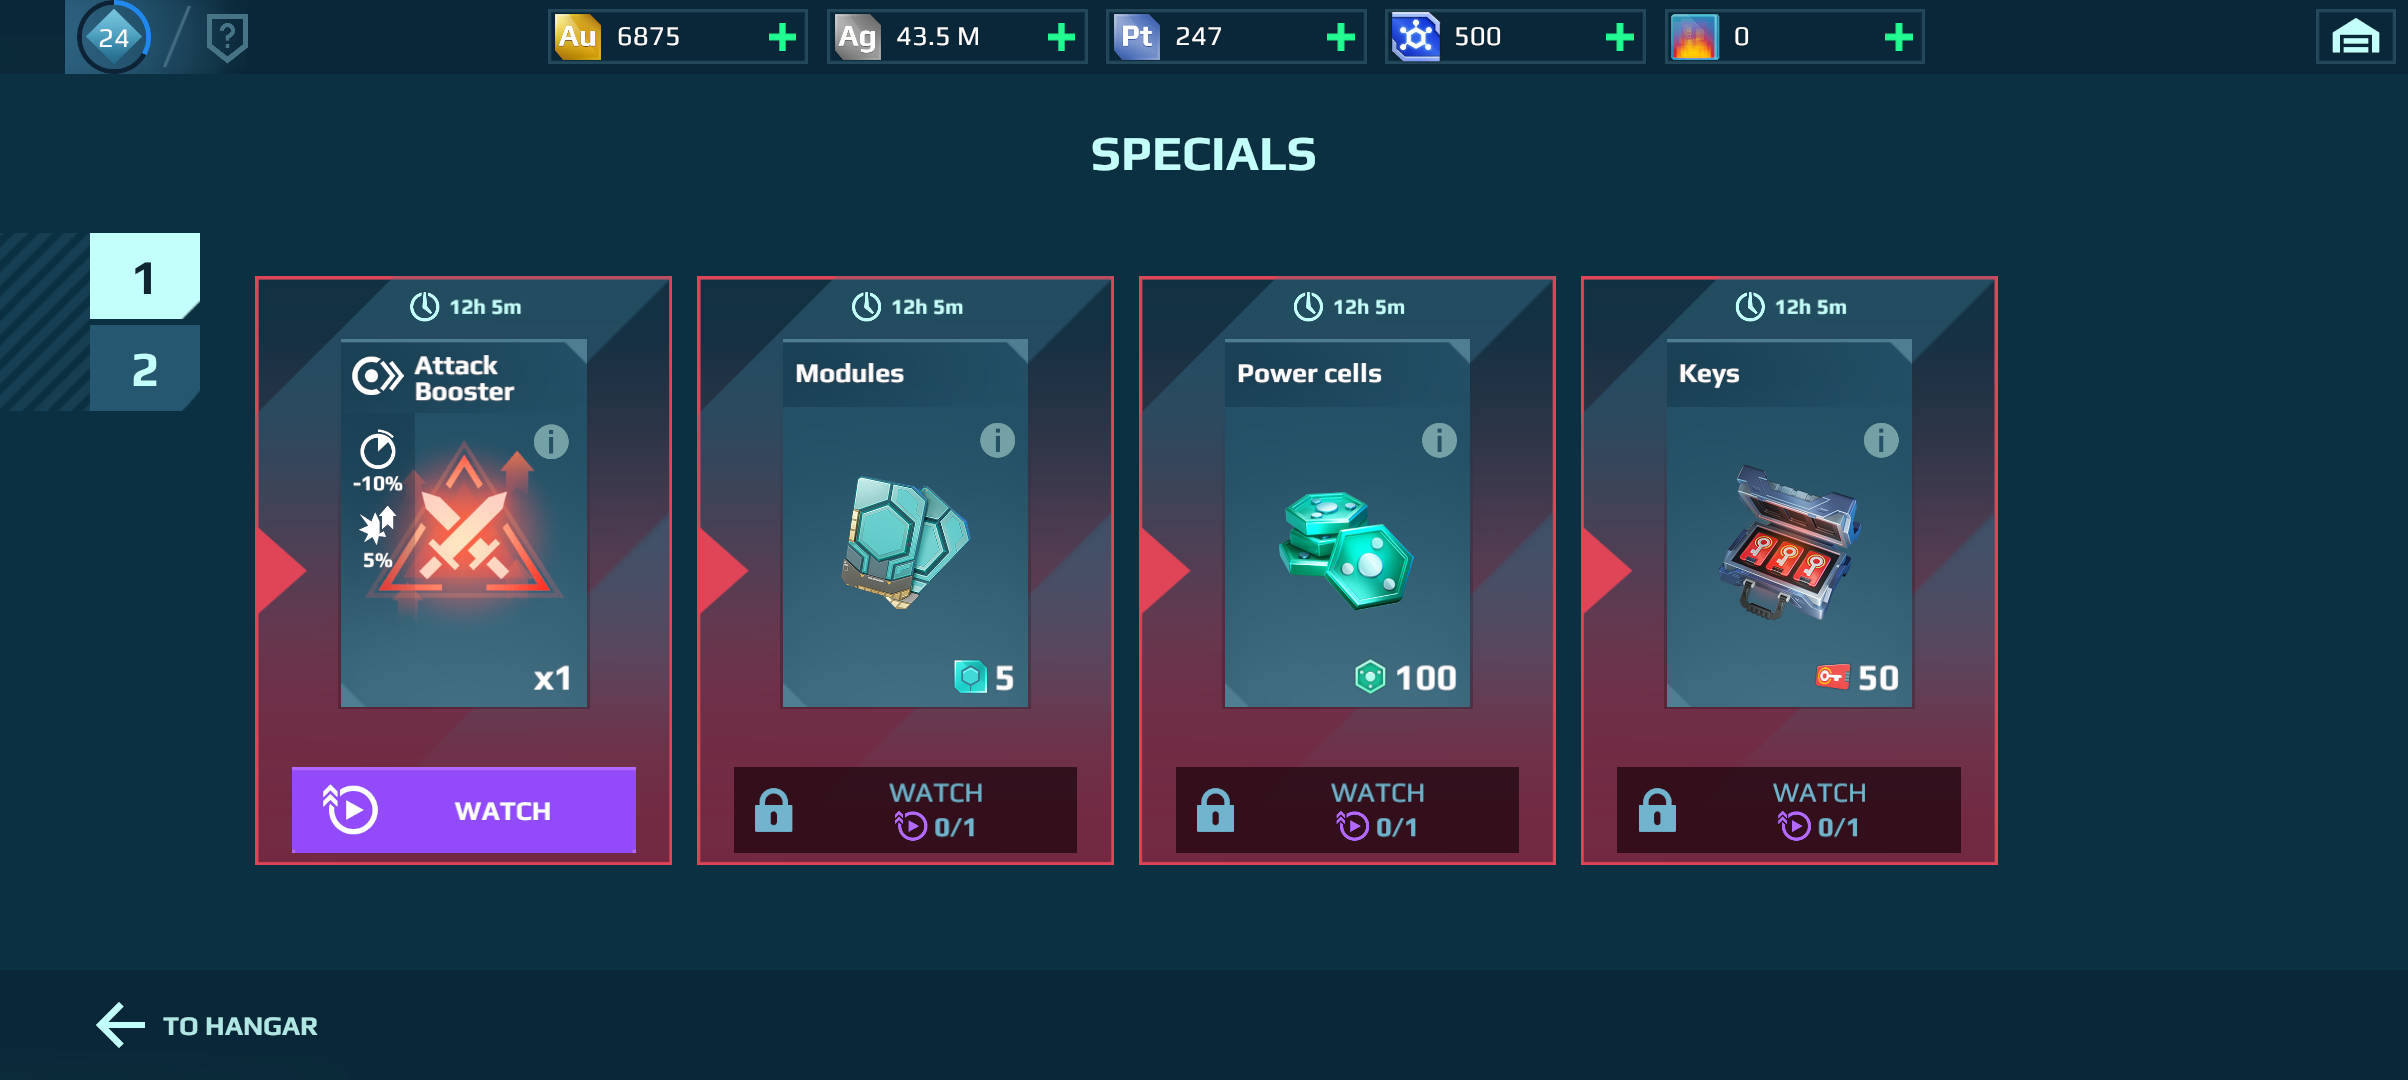 24
?
Au 6875 +
Ag 43.5 M +
Pt 247 +
500 +
0 +
SPECIALS
1
2
12h 5m
Attack
Booster
i
-10%
5%
x1
WATCH
12h 5m
Modules
i
5
WATCH
0/1
12h 5m
Power cells
i
100
WATCH
0/1
12h 5m
Keys
i
50
WATCH
0/1
TO HANGAR